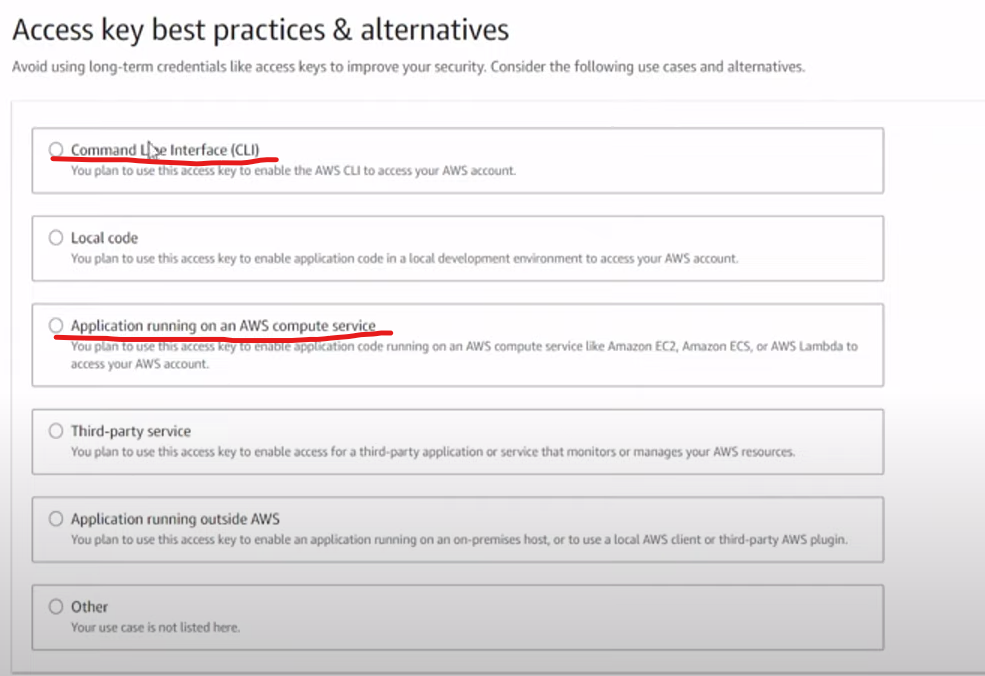 Access key best practices & alternatives
Avoid using long-term credentials like access keys to improve your security. Consider the following use cases and alternatives.
Command Line Interface (CLI)
You plan to use this access key to enable the AWS CLI to access your AWS account.
Local code
You plan to use this access key to enable application code in a local development environment to access your AWS account.
Application running on an AWS compute service
You plan to use this access key to enable application code running on an AWS compute service like Amazon EC2, Amazon ECS, or AWS Lambda to
access your AWS account.
Third-party service
You plan to use this access key to enable access for a third-party application or service that monitors or manages your AWS resources.
Application running outside AWS
You plan to use this access key to enable an application running on an on-premises host, or to use a local AWS client or third-party AWS plugin.
Other
Your use case is not listed here.